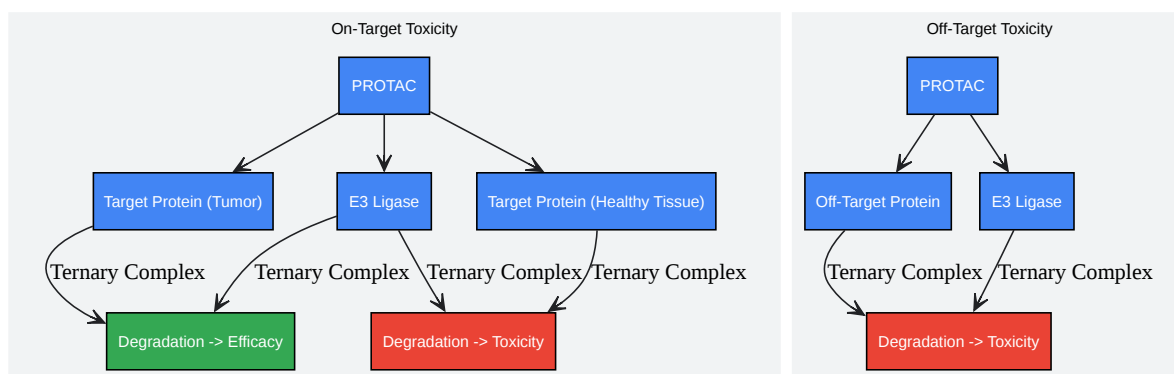 On-Target Toxicity
PROTAC
Target Protein (Tumor)
E3 Ligase
Target Protein (Healthy Tissue)
Ternary Complex
Ternary Complex
Ternary Complex
Ternary Complex
Degradation -> Efficacy
Degradation -> Toxicity
Off-Target Toxicity
PROTAC
Off-Target Protein
E3 Ligase
Ternary Complex
Ternary Complex
Degradation -> Toxicity